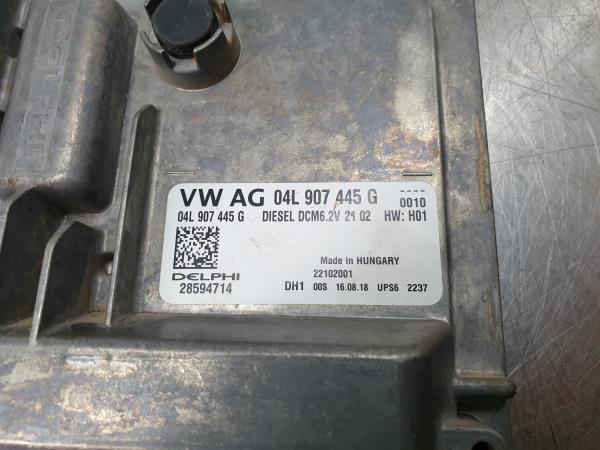 VW AG 04L 907 445 G ----
0010
04L 907 445 G DIESEL DCM6.2V 21 02 HW: H01
Made in HUNGARY
DELPHI 22102001
28594714 DH1 00S 16.08.18 UPS6 2237